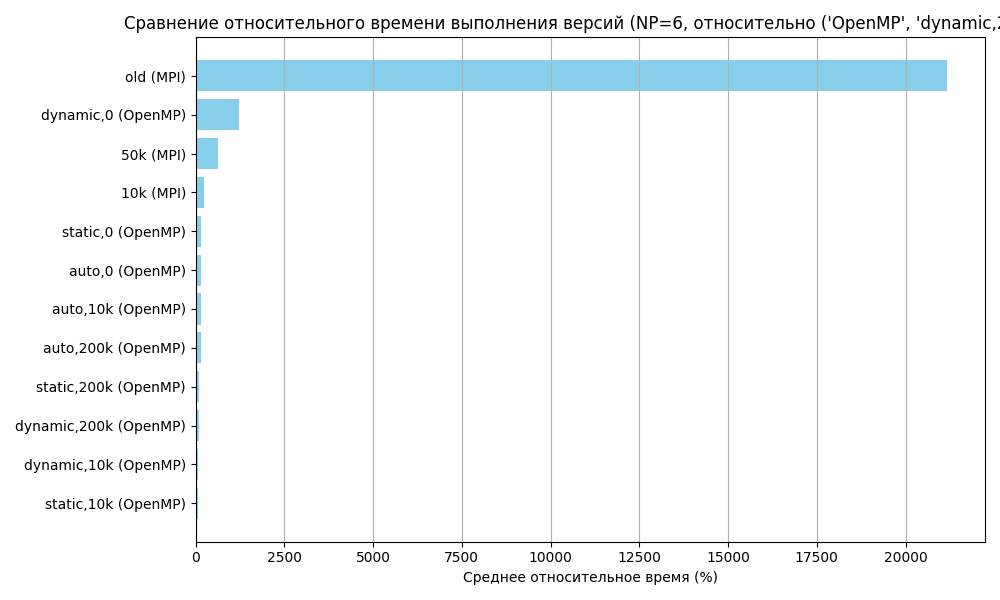 Сравнение относительного времени выполнения версий (NP=6, относительно ('OpenMP', 'dynamic,2
old (MPI)
dynamic,0 (OpenMP)
50k (MPI)
10k (MPI)
static,0 (OpenMP)
auto,0 (OpenMP)
auto,10k (OpenMP)
auto,200k (OpenMP)
static,200k (OpenMP)
dynamic,200k (OpenMP)
dynamic,10k (OpenMP)
static,10k (OpenMP)
0 2500 5000 7500 10000 12500 15000 17500 20000
Среднее относительное время (%)